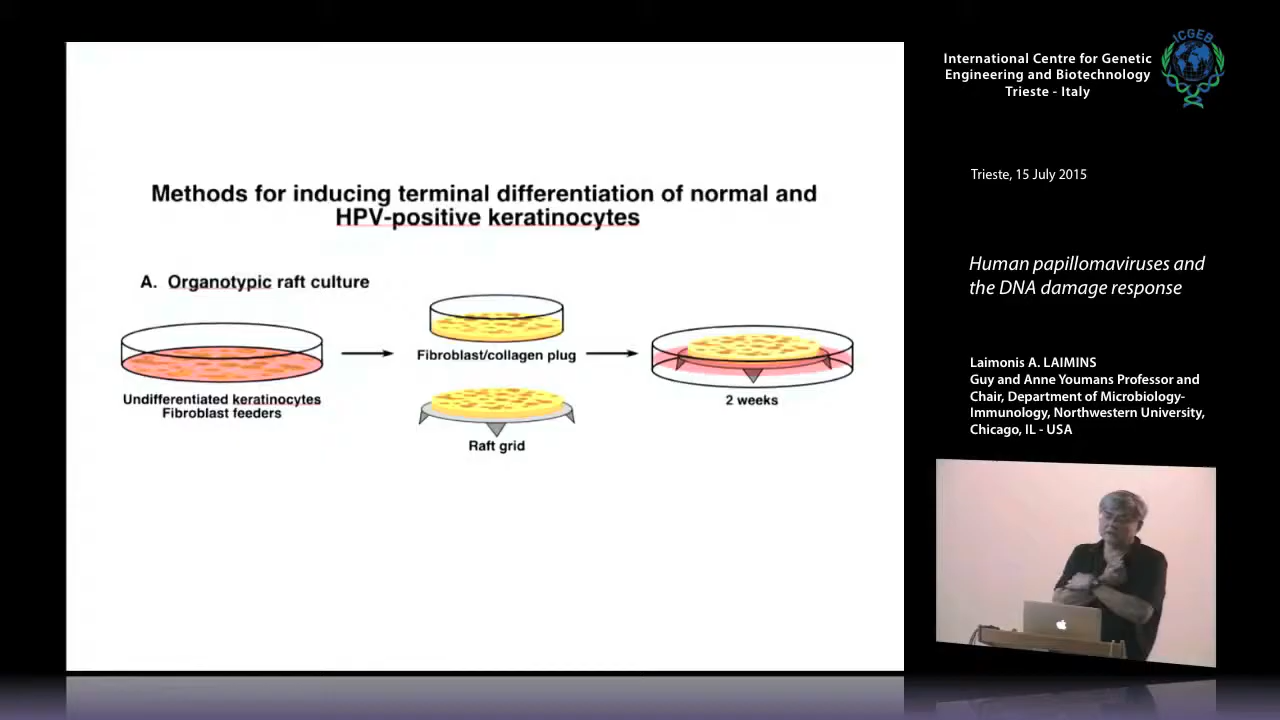 Methods for inducing terminal differentiation of normal and
HPV-positive keratinocytes
A. Organotypic raft culture
Undifferentiated keratinocytes
Fibroblast feeders
Fibroblast/collagen plug
Raft grid
2 weeks
ICGEB
International Centre for Genetic
Engineering and Biotechnology
Trieste - Italy
Trieste, 15 July 2015
Human papillomaviruses and
the DNA damage response
Laimonis A. LAIMINS
Guy and Anne Youmans Professor and
Chair, Department of Microbiology-
Immunology, Northwestern University,
Chicago, IL - USA